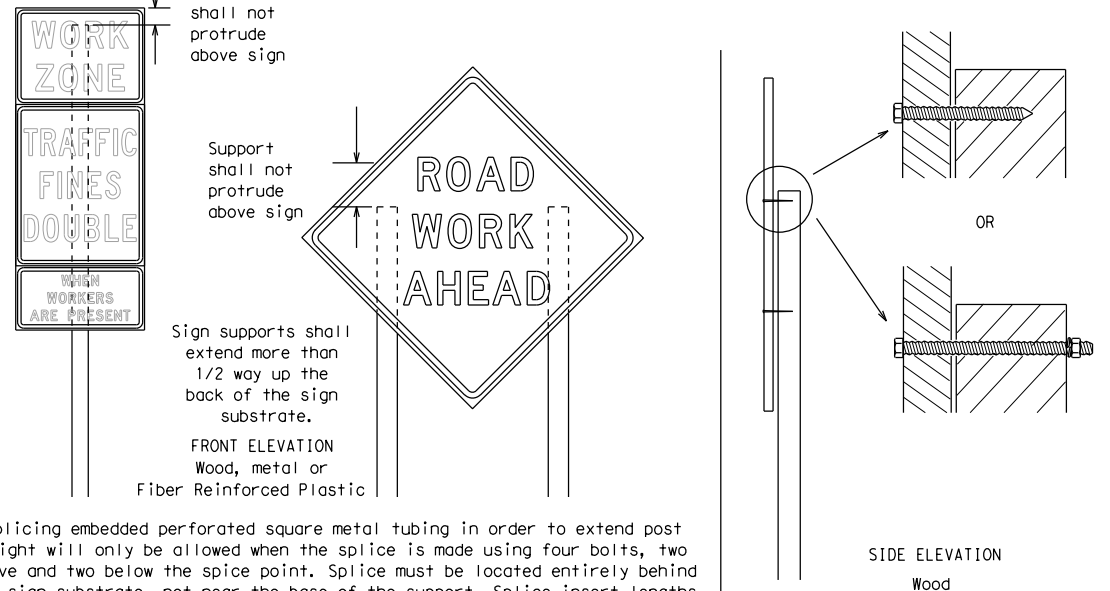 shall not
protrude
above sign
WORK
ZONE
TRAFFIC
FINES
DOUBLE
WHEN
WORKERS
ARE PRESENT
Support
shall not
protrude
above sign
ROAD
WORK
AHEAD
Sign supports shall
extend more than
1/2 way up the
back of the sign
substrate.
FRONT ELEVATION
Wood, metal or
Fiber Reinforced Plastic
OR
SIDE ELEVATION
Wood
plicing embedded perforated square metal tubing in order to extend post
ight will only be allowed when the splice is made using four bolts, two
ve and two below the spice point. Splice must be located entirely behind
sign substrate, not near the base of the support. Splice insert lengths